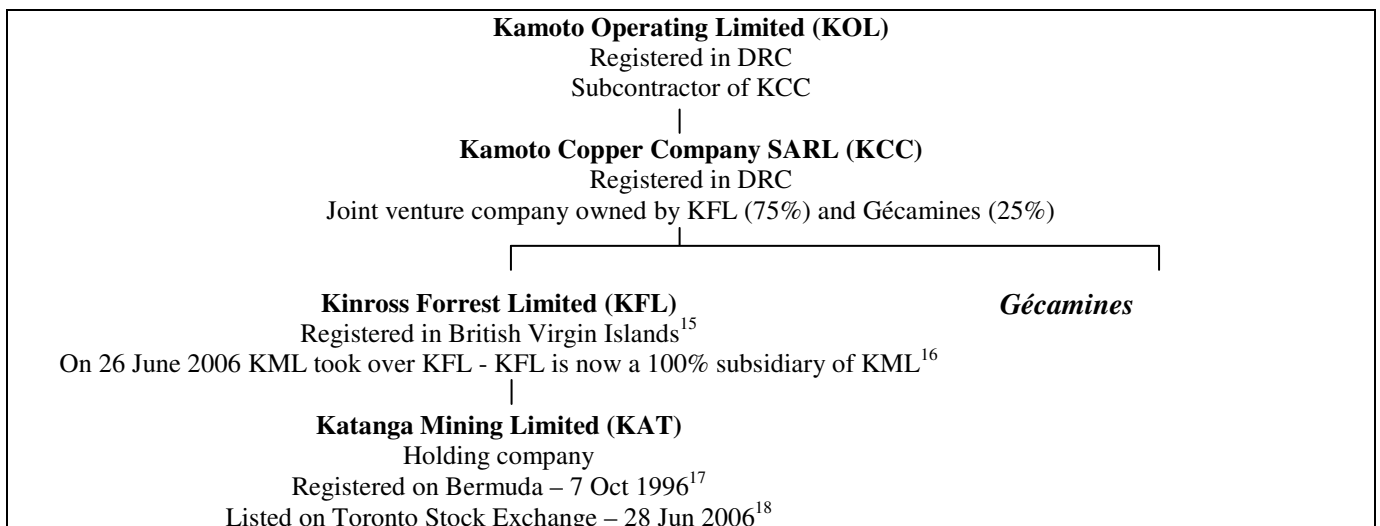 Kamoto Operating Limited (KOL)
Registered in DRC
Subcontractor of KCC
Kamoto Copper Company SARL (KCC)
Registered in DRC
Joint venture company owned by KFL (75%) and Gécamines (25%)
Kinross Forrest Limited (KFL)
Gécamines
Registered in British Virgin Islands15
On 26 June 2006 KML took over KFL - KFL is now a 100% subsidiary of KML16
Katanga Mining Limited (KAT)
Holding company
Registered on Bermuda – 7 Oct 199617
Listed on Toronto Stock Exchange – 28 Jun 200618